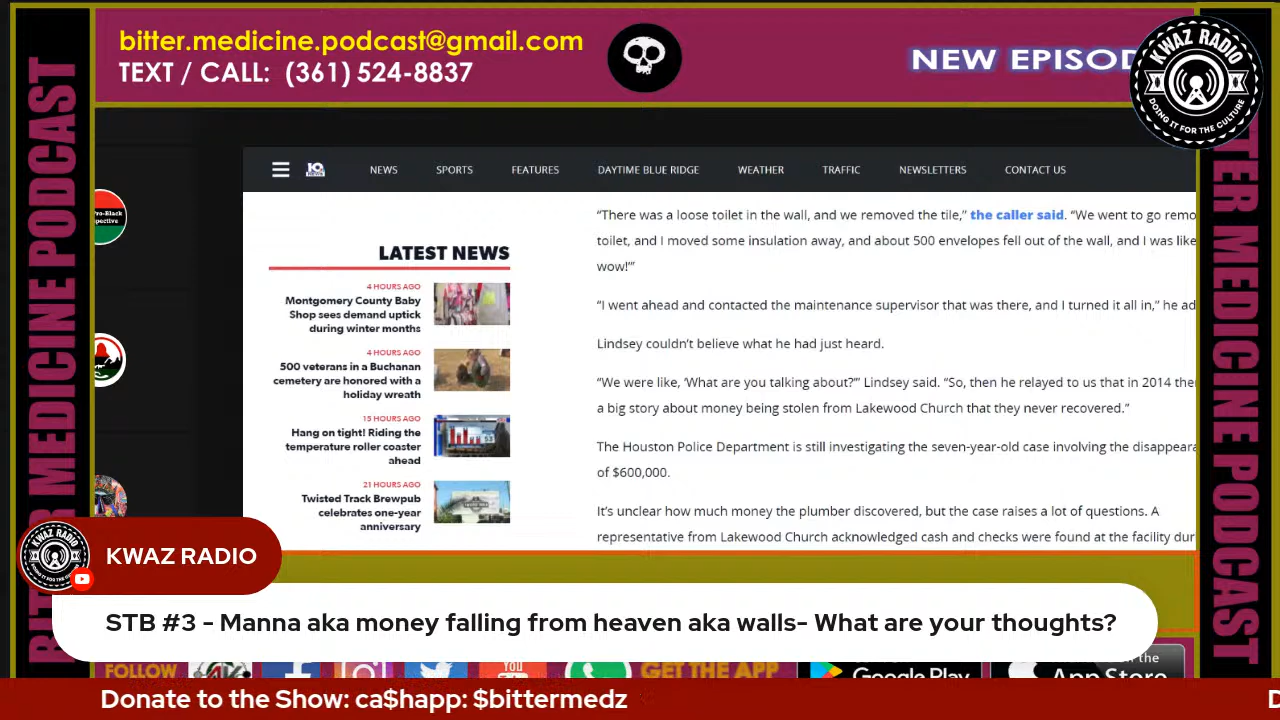 bitter.medicine.podcast@gmail.com
TEXT / CALL: (361) 524-8837
NEW EPISOD
KWAZ RADIO
DOING IT FOR THE CULTURE
BITTER MEDICINE PODCAST
NEWS SPORTS FEATURES DAYTIME BLUE RIDGE WEATHER TRAFFIC NEWSLETTERS CONTACT US
LATEST NEWS
4 HOURS AGO
Montgomery County Baby
Shop sees demand uptick
during winter months
4 HOURS AGO
500 veterans in a Buchanan
cemetery are honored with a
holiday wreath
15 HOURS AGO
Hang on tight! Riding the
temperature roller coaster
ahead
21 HOURS AGO
Twisted Track Brewpub
celebrates one-year
anniversary
“There was a loose toilet in the wall, and we removed the tile,” the caller said. “We went to go remo
toilet, and I moved some insulation away, and about 500 envelopes fell out of the wall, and I was like
wow!’”
“I went ahead and contacted the maintenance supervisor that was there, and I turned it all in,” he ad
Lindsey couldn’t believe what he had just heard.
“We were like, ‘What are you talking about?’” Lindsey said. “So, then he relayed to us that in 2014 ther
a big story about money being stolen from Lakewood Church that they never recovered.”
The Houston Police Department is still investigating the seven-year-old case involving the disappeara
of $600,000.
It’s unclear how much money the plumber discovered, but the case raises a lot of questions. A
representative from Lakewood Church acknowledged cash and checks were found at the facility dur
TER MEDICINE PODCAST
KWAZ RADIO
STB #3 - Manna aka money falling from heaven aka walls- What are your thoughts?
FOLLOW
You
GET THE APP
Google Play
the
App Store
Donate to the Show: ca$happ: $bittermedz